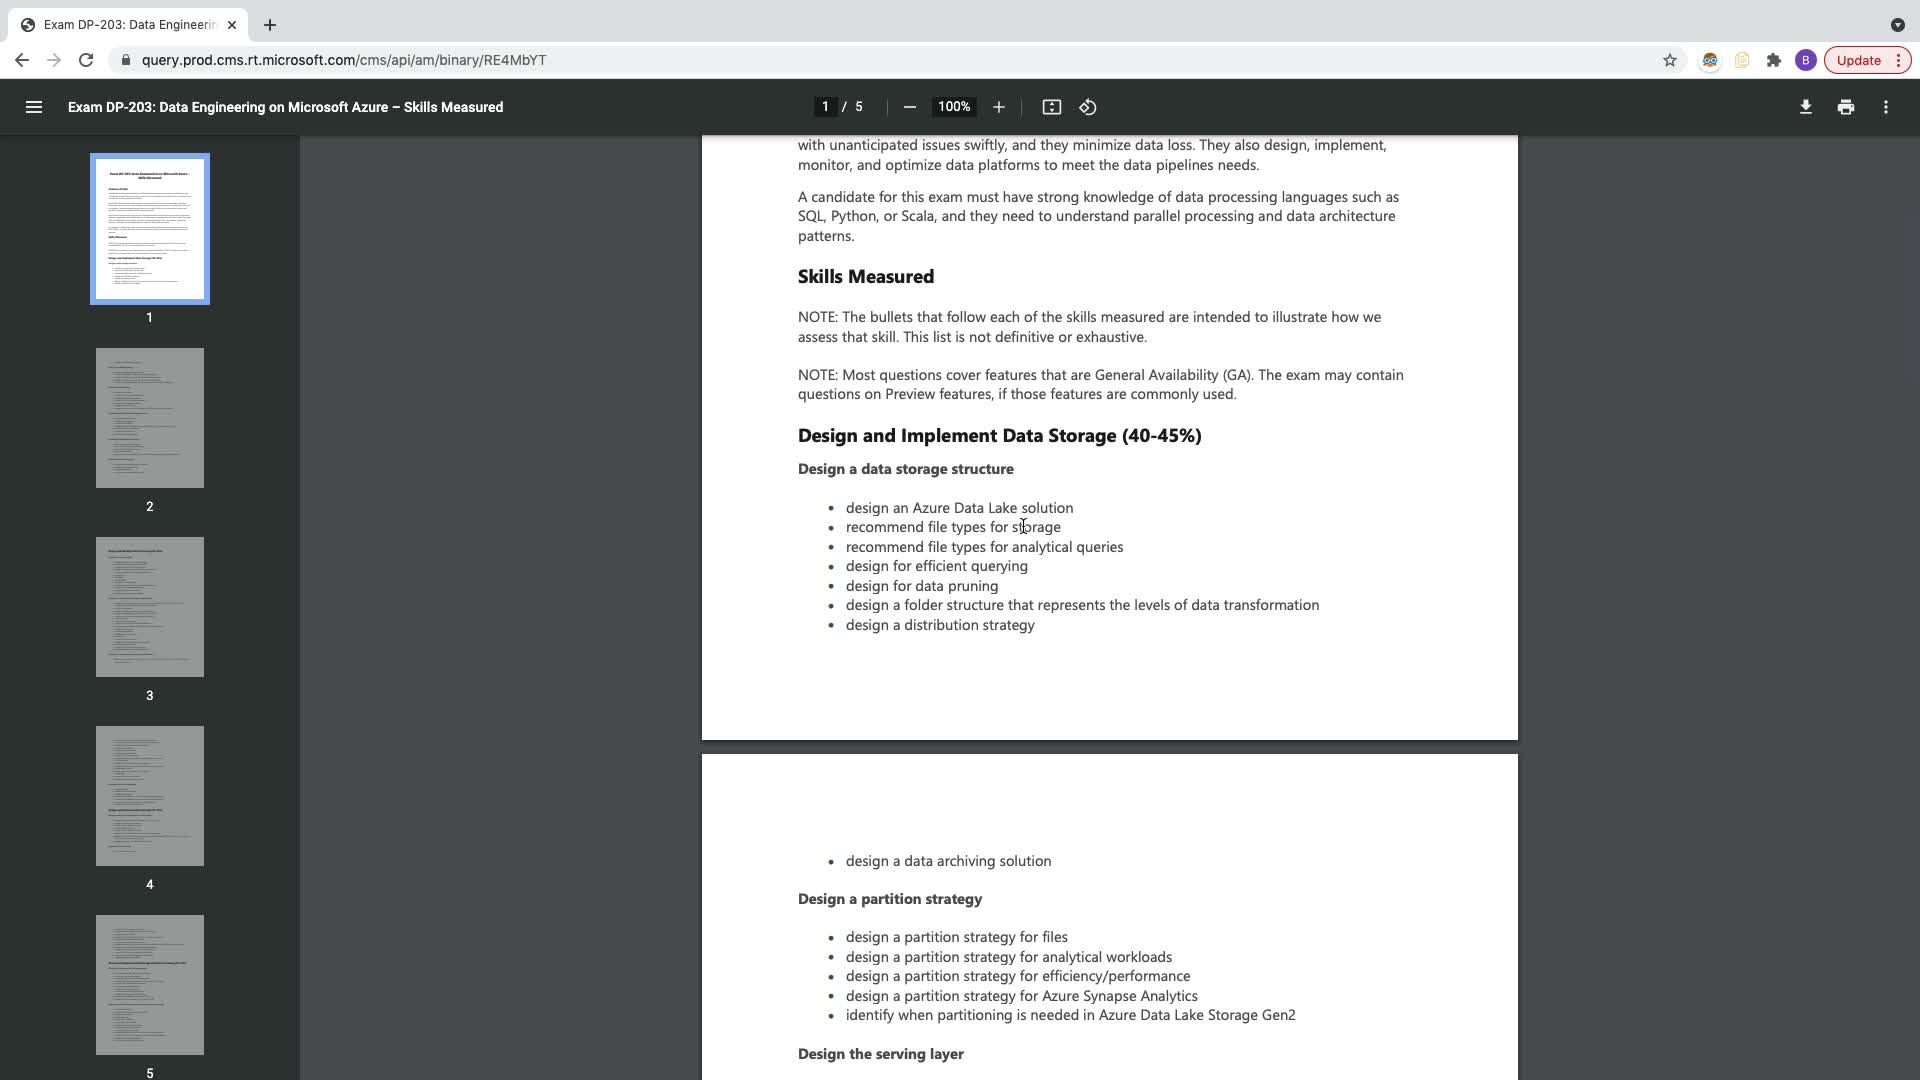 Exam DP-203: Data Engineerin
query.prod.cms.rt.microsoft.com/cms/api/am/binary/RE4MbYT
B
Update
Exam DP-203: Data Engineering on Microsoft Azure – Skills Measured
1 / 5
100%
with unanticipated issues swiftly, and they minimize data loss. They also design, implement,
monitor, and optimize data platforms to meet the data pipelines needs.
A candidate for this exam must have strong knowledge of data processing languages such as
SQL, Python, or Scala, and they need to understand parallel processing and data architecture
patterns.
Skills Measured
NOTE: The bullets that follow each of the skills measured are intended to illustrate how we
assess that skill. This list is not definitive or exhaustive.
NOTE: Most questions cover features that are General Availability (GA). The exam may contain
questions on Preview features, if those features are commonly used.
Design and Implement Data Storage (40-45%)
Design a data storage structure
• design an Azure Data Lake solution
• recommend file types for storage
• recommend file types for analytical queries
• design for efficient querying
• design for data pruning
• design a folder structure that represents the levels of data transformation
• design a distribution strategy
• design a data archiving solution
Design a partition strategy
• design a partition strategy for files
• design a partition strategy for analytical workloads
• design a partition strategy for efficiency/performance
• design a partition strategy for Azure Synapse Analytics
• identify when partitioning is needed in Azure Data Lake Storage Gen2
Design the serving layer
1
2
3
4
5